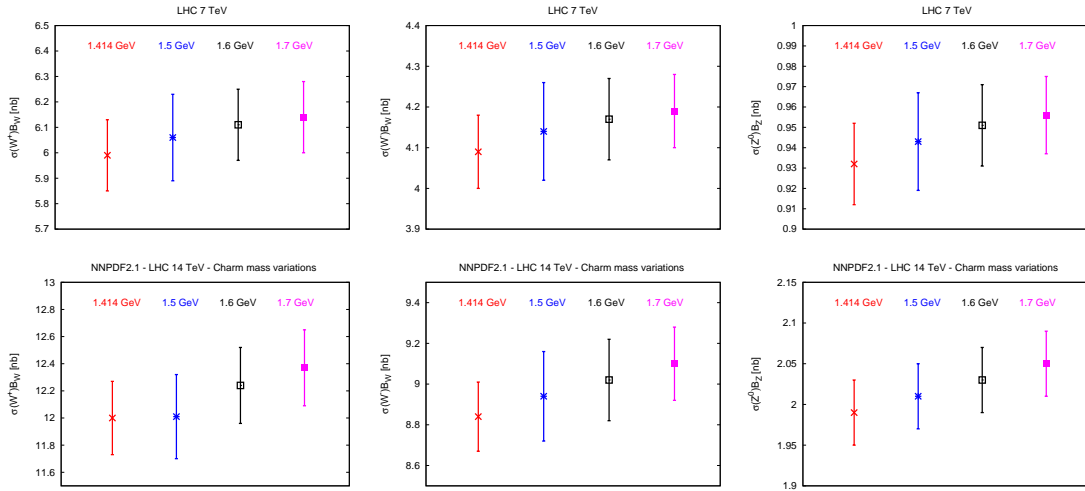 LHC 7 TeV
σ(W⁺)B_W [nb]
6.5
6.4
6.3
6.2
6.1
6
5.9
5.8
5.7
1.414 GeV 1.5 GeV 1.6 GeV 1.7 GeV
LHC 7 TeV
σ(W⁻)B_W [nb]
4.4
4.3
4.2
4.1
4
3.9
1.414 GeV 1.5 GeV 1.6 GeV 1.7 GeV
LHC 7 TeV
σ(Z⁰)B_Z [nb]
1
0.99
0.98
0.97
0.96
0.95
0.94
0.93
0.92
0.91
0.9
1.414 GeV 1.5 GeV 1.6 GeV 1.7 GeV
NNPDF2.1 - LHC 14 TeV - Charm mass variations
σ(W⁺)B_W [nb]
13
12.8
12.6
12.4
12.2
12
11.8
11.6
1.414 GeV 1.5 GeV 1.6 GeV 1.7 GeV
NNPDF2.1 - LHC 14 TeV - Charm mass variations
σ(W⁻)B_W [nb]
9.4
9.2
9
8.8
8.6
1.414 GeV 1.5 GeV 1.6 GeV 1.7 GeV
NNPDF2.1 - LHC 14 TeV - Charm mass variations
σ(Z⁰)B_Z [nb]
2.15
2.1
2.05
2
1.95
1.9
1.414 GeV 1.5 GeV 1.6 GeV 1.7 GeV